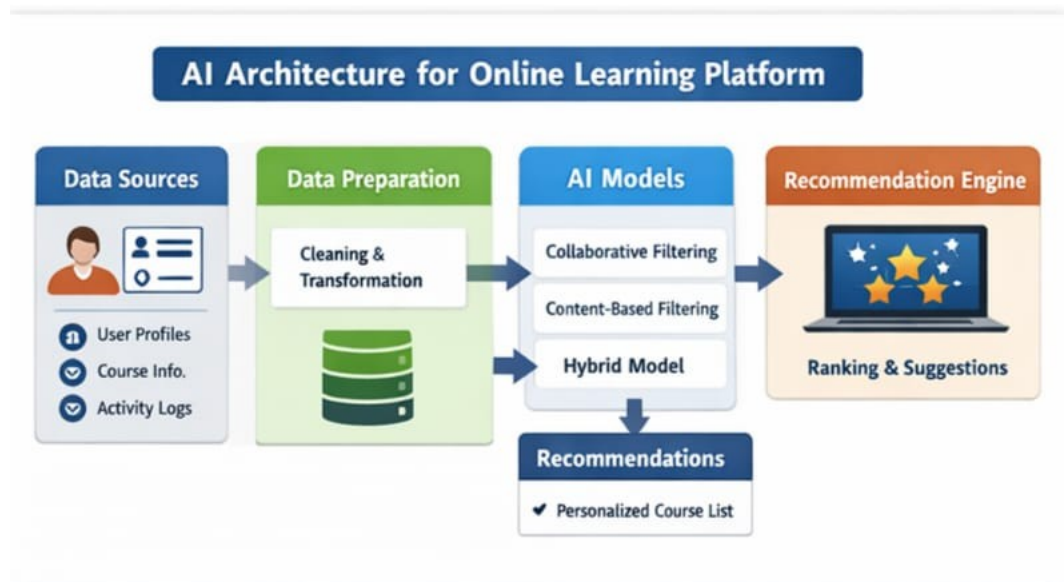 AI Architecture for Online Learning Platform
Data Sources
User Profiles
Course Info.
Activity Logs
Data Preparation
Cleaning &
Transformation
AI Models
Collaborative Filtering
Content-Based Filtering
Hybrid Model
Recommendations
✔ Personalized Course List
Recommendation Engine
Ranking & Suggestions